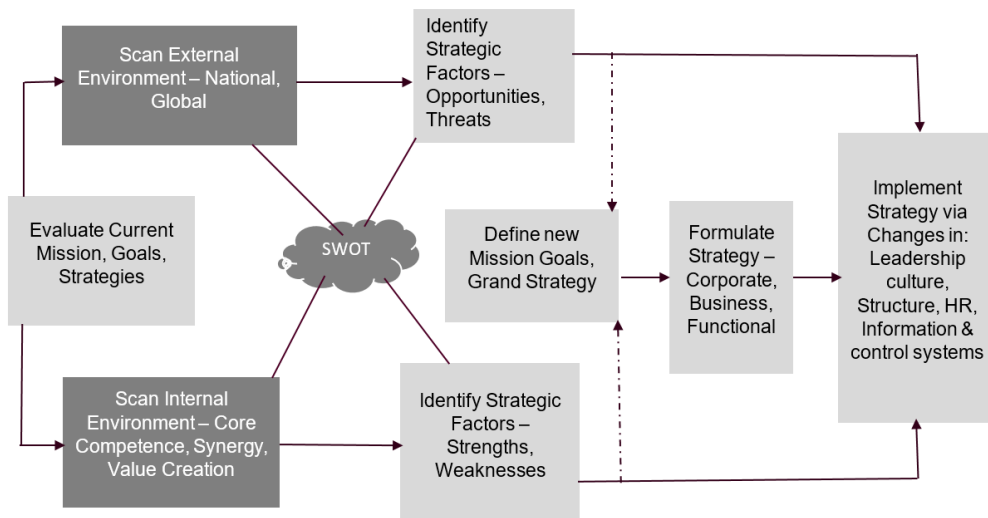 Scan External
Environment – National,
Global
Identify
Strategic
Factors –
Opportunities,
Threats
Evaluate Current
Mission, Goals,
Strategies
SWOT
Define new
Mission Goals,
Grand Strategy
Formulate
Strategy –
Corporate,
Business,
Functional
Implement
Strategy via
Changes in:
Leadership
culture,
Structure, HR,
Information &
control systems
Scan Internal
Environment – Core
Competence, Synergy,
Value Creation
Identify Strategic
Factors –
Strengths,
Weaknesses